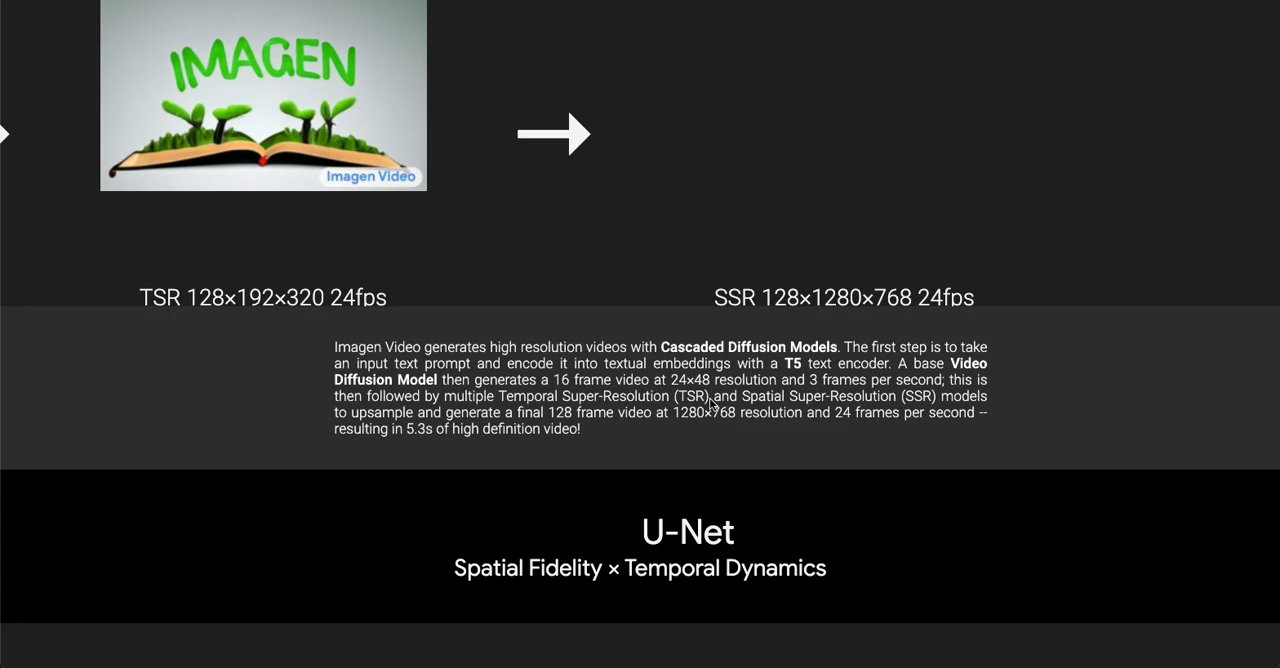 IMAGEN
Imagen Video
TSR 128×192×320 24fps
SSR 128×1280×768 24fps
Imagen Video generates high resolution videos with Cascaded Diffusion Models. The first step is to take
an input text prompt and encode it into textual embeddings with a T5 text encoder. A base Video
Diffusion Model then generates a 16 frame video at 24×48 resolution and 3 frames per second; this is
then followed by multiple Temporal Super-Resolution (TSR) and Spatial Super-Resolution (SSR) models
to upsample and generate a final 128 frame video at 1280×768 resolution and 24 frames per second --
resulting in 5.3s of high definition video!
U-Net
Spatial Fidelity × Temporal Dynamics